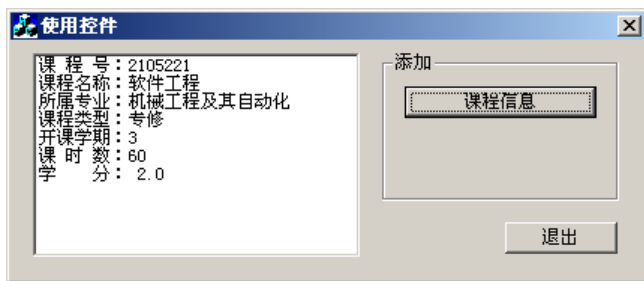 使用控件
课 程 号：2105221
课程名称：软件工程
所属专业：机械工程及其自动化
课程类型：专修
开课学期：3
课 时 数：60
学 分： 2.0
添加
课程信息
退出